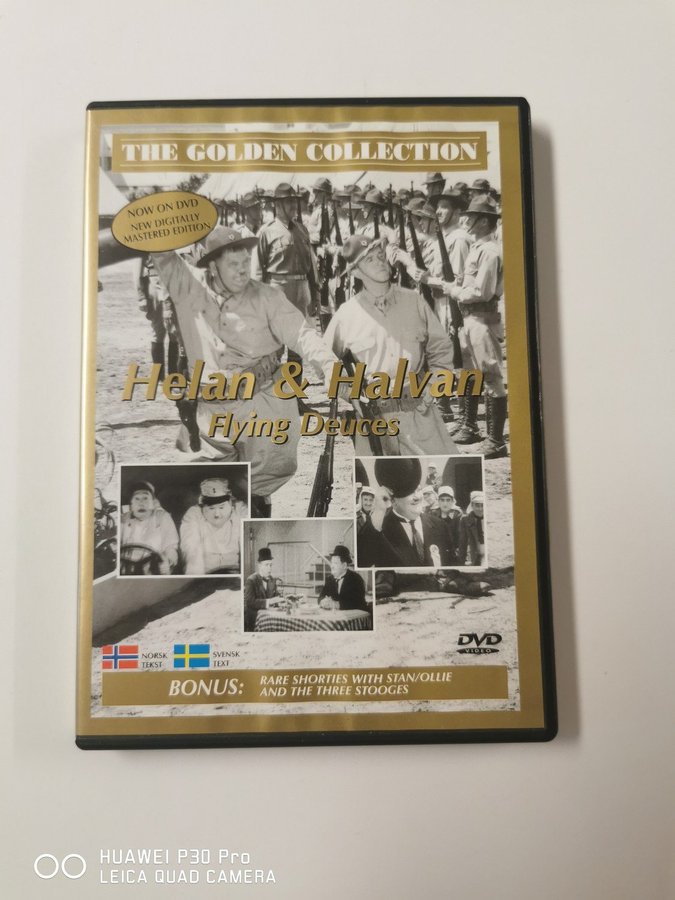 THE GOLDEN COLLECTION
NOW ON DVD
NEW DIGITALLY
MASTERED EDITION
Helan & Halvan
Flying Deuces
NORSK
TEKST
SVENSK
TEXT
DVD
VIDEO
BONUS: RARE SHORTIES WITH STAN/OLLIE
AND THE THREE STOOGES
HUAWEI P30 Pro
LEICA QUAD CAMERA